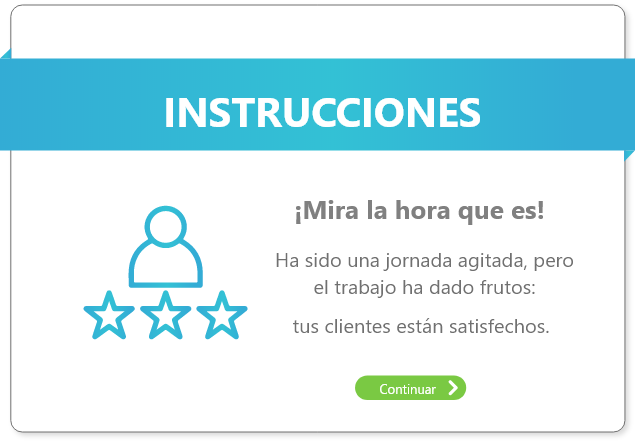 INSTRUCCIONES
¡Mira la hora que es!
Ha sido una jornada agitada, pero
el trabajo ha dado frutos:
tus clientes están satisfechos.
Continuar